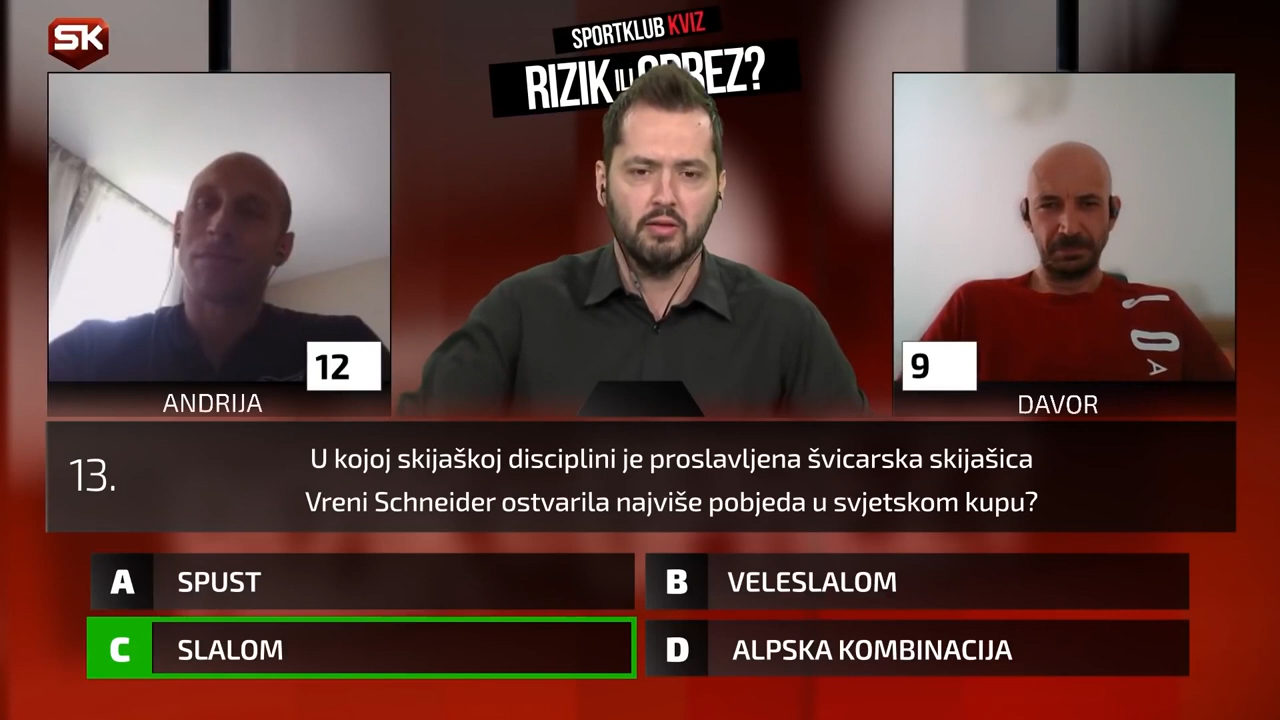 SK
SPORTKLUB KVIZ
RIZIK ILI
12
9
ANDRIJA
DAVOR
13.
U kojoj skijaškoj disciplini je proslavljena švicarska skijašica
Vreni Schneider ostvarila najviše pobjeda u svjetskom kupu?
A SPUST
B VELESLALOM
C SLALOM
D ALPSKA KOMBINACIJA